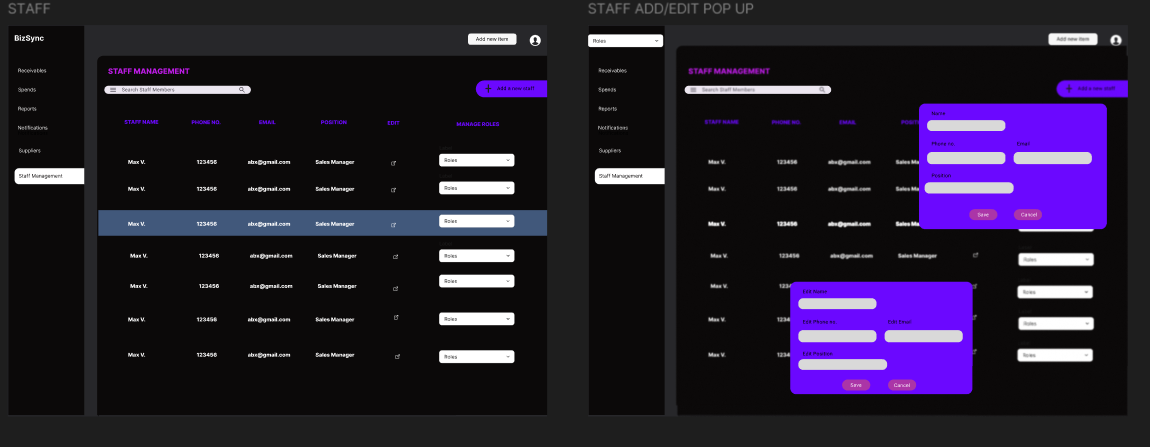 STAFF
BizSync
Add new item
Receivables
Spends
Reports
Notifications
Suppliers
Staff Management
STAFF MANAGEMENT
Search Staff Members
Add a new staff
STAFF NAME PHONE NO. EMAIL POSITION EDIT MANAGE ROLES
Max V. 123456 abx@gmail.com Sales Manager Roles
Max V. 123456 abx@gmail.com Sales Manager Roles
Max V. 123456 abx@gmail.com Sales Manager Roles
Max V. 123456 abx@gmail.com Sales Manager Roles
Max V. 123456 abx@gmail.com Sales Manager Roles
Max V. 123456 abx@gmail.com Sales Manager Roles
Max V. 123456 abx@gmail.com Sales Manager Roles
STAFF ADD/EDIT POP UP
Roles
Add new item
Receivables
Spends
Reports
Notifications
Suppliers
Staff Management
STAFF MANAGEMENT
Search Staff Members
Add a new staff
STAFF NAME PHONE NO. EMAIL
Max V. 123456 abx@gmail.com Sales Ma
Max V. 123456 abx@gmail.com Sales Ma
Max V. 123456 abx@gmail.com Sales Ma
Max V. 123456 abx@gmail.com Sales Manager Roles
Max V. 1234 Roles
Max V. 1234 Roles
Max V. 1234 Roles
Name
Phone no. Email
Position
Save Cancel
Edit Name
Edit Phone no. Edit Email
Edit Position
Save Cancel